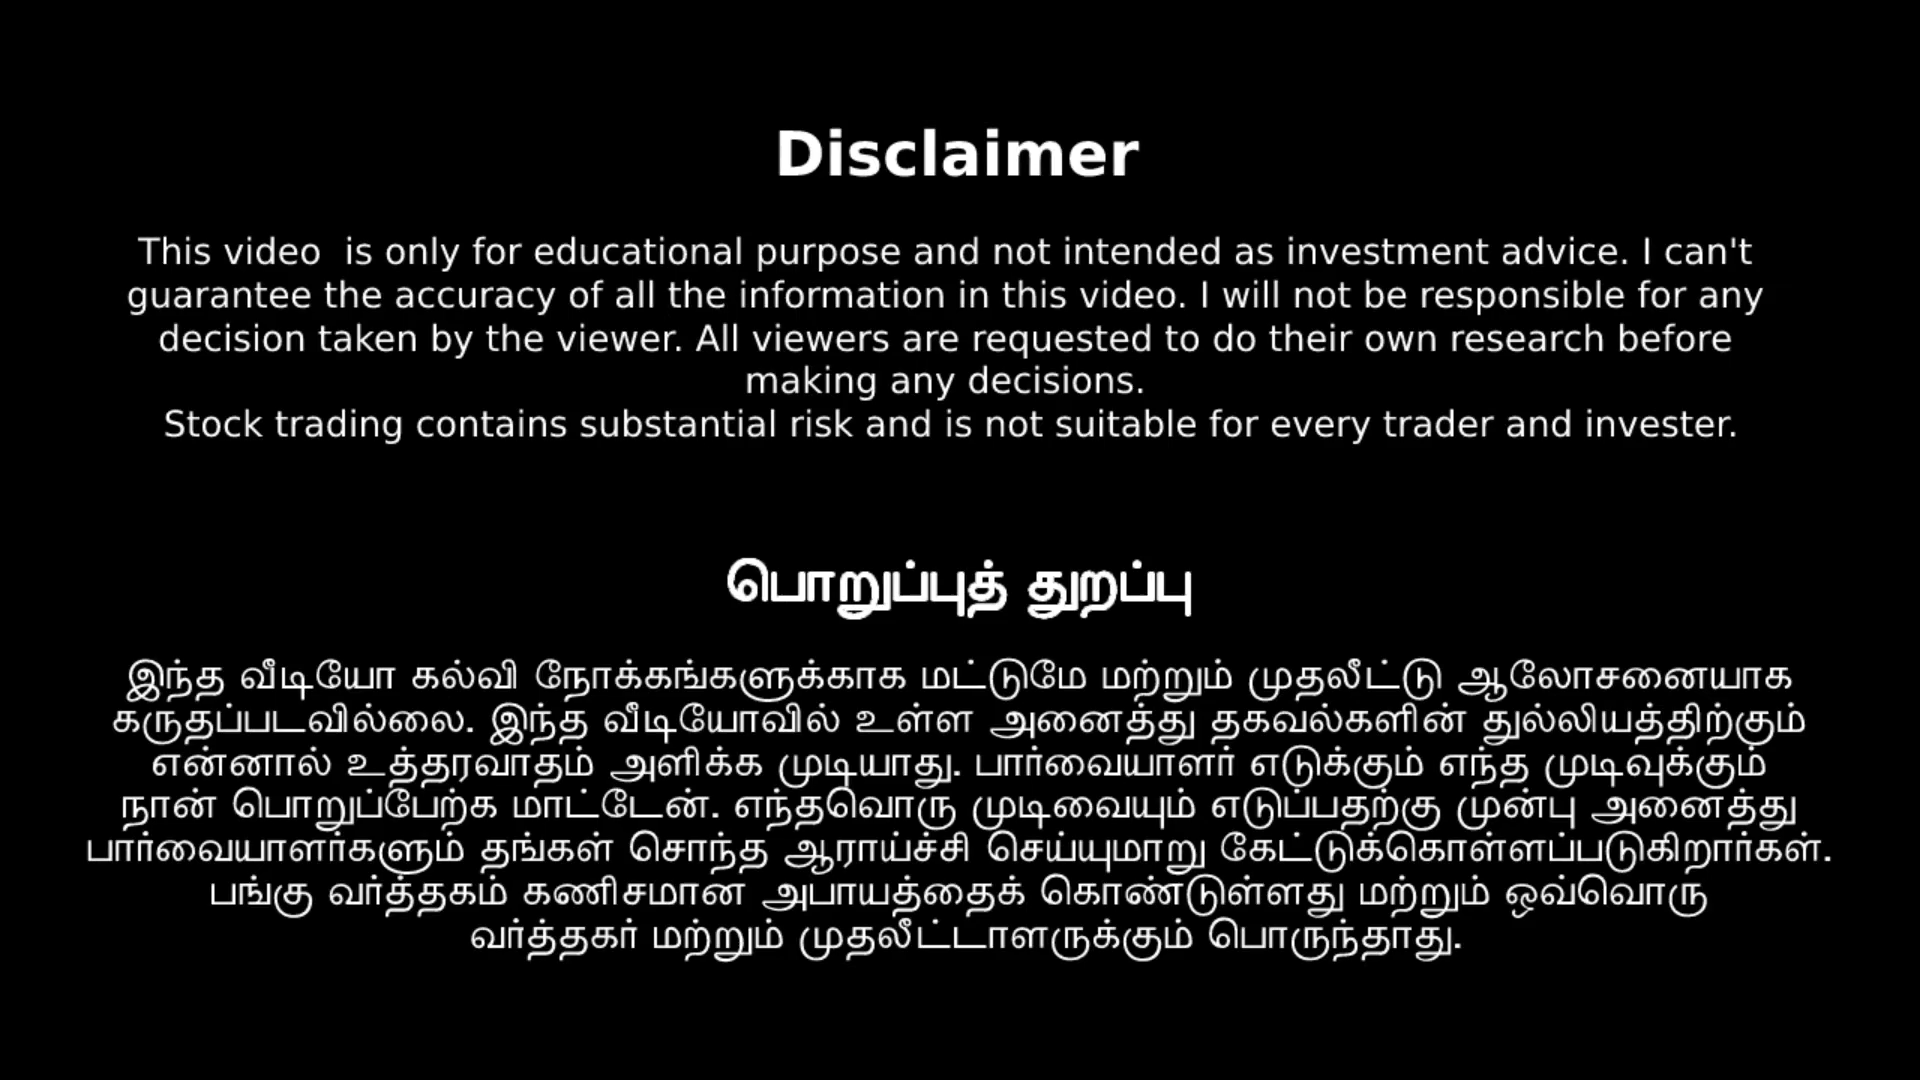 Disclaimer
This video  is only for educational purpose and not intended as investment advice. I can't
guarantee the accuracy of all the information in this video. I will not be responsible for any
decision taken by the viewer. All viewers are requested to do their own research before
making any decisions.
Stock trading contains substantial risk and is not suitable for every trader and invester.
பொறுப்புத் துறப்பு
இந்த வீடியோ கல்வி நோக்கங்களுக்காக மட்டுமே மற்றும் முதலீட்டு ஆலோசனையாக
கருதப்படவில்லை. இந்த வீடியோவில் உள்ள அனைத்து தகவல்களின் துல்லியத்திற்கும்
என்னால் உத்தரவாதம் அளிக்க முடியாது. பார்வையாளர் எடுக்கும் எந்த முடிவுக்கும்
நான் பொறுப்பேற்க மாட்டேன். எந்தவொரு முடிவையும் எடுப்பதற்கு முன்பு அனைத்து
பார்வையாளர்களும் தங்கள் சொந்த ஆராய்ச்சி செய்யுமாறு கேட்டுக்கொள்ளப்படுகிறார்கள்.
பங்கு வர்த்தகம் கணிசமான அபாயத்தைக் கொண்டுள்ளது மற்றும் ஒவ்வொரு
வர்த்தகர் மற்றும் முதலீட்டாளருக்கும் பொருந்தாது.